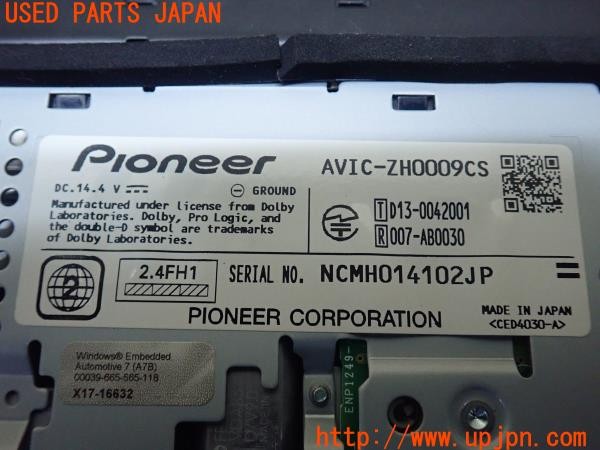 USED PARTS JAPAN
Pioneer
AVIC-ZH0009CS
DC.14.4 V
GROUND
Manufactured under license from Dolby
Laboratories. Dolby, Pro Logic, and
the double-D symbol are trademarks
of Dolby Laboratories.
T D13-0042001
R 007-AB0030
2
2.4FH1
SERIAL NO. NCMH014102JP
PIONEER CORPORATION
MADE IN JAPAN
<CED4030-A>
Windows® Embedded
Automotive 7 (A7B)
00039-665-565-118
X17-16632
ENP1249-
http://www.upjpn.com/